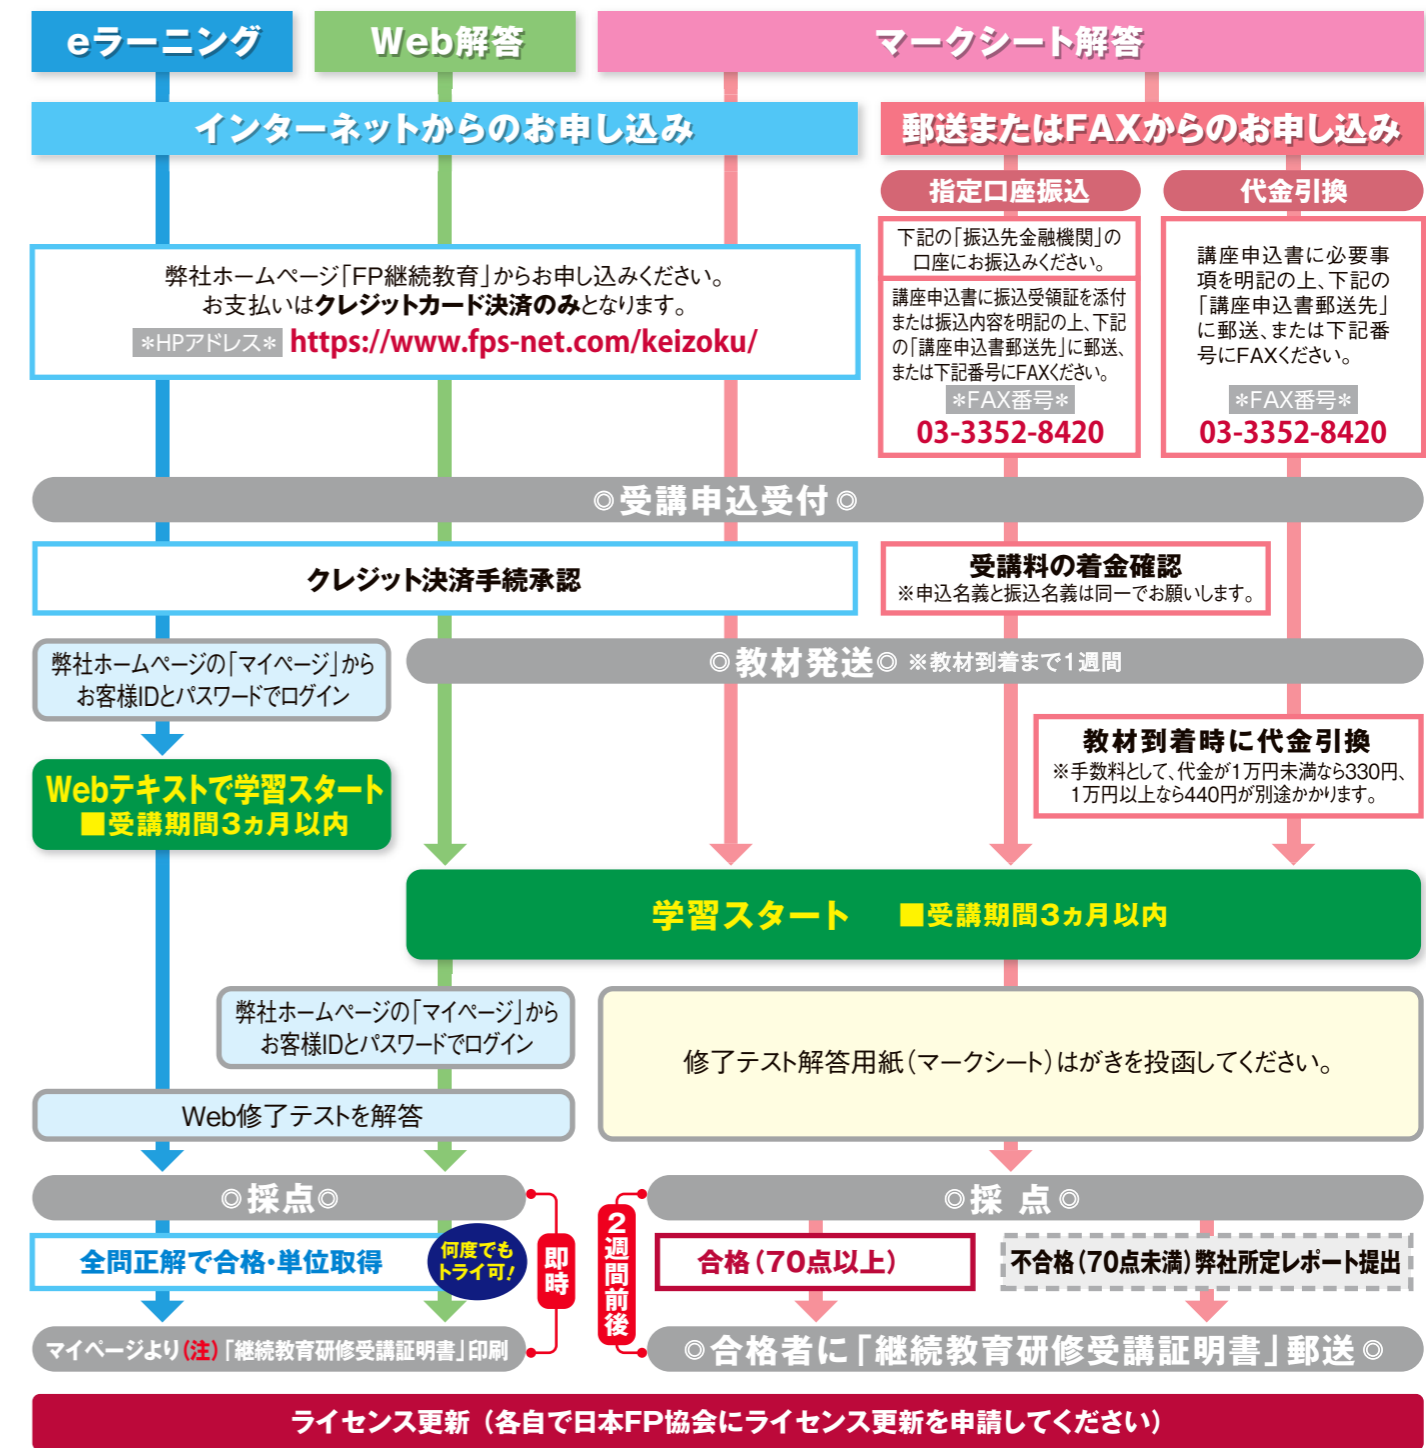 eラーニング
Web解答
マークシート解答
インターネットからのお申し込み
郵送またはFAXからのお申し込み
指定口座振込
代金引換
弊社ホームページ「FP継続教育」からお申し込みください。
お支払いはクレジットカード決済のみとなります。
＊HPアドレス＊ https://www.fps-net.com/keizoku/
下記の「振込先金融機関」の
口座にお振込みください。
講座申込書に振込受領証を添付
または振込内容を明記の上、下記
の「講座申込書郵送先」に郵送、
または下記番号にFAXください。
＊FAX番号＊
03-3352-8420
講座申込書に必要事
項を明記の上、下記の
「講座申込書郵送先」
に郵送、または下記番
号にFAXください。
＊FAX番号＊
03-3352-8420
◎受講申込受付◎
クレジット決済手続承認
受講料の着金確認
※申込名義と振込名義は同一でお願いします。
弊社ホームページの「マイページ」から
お客様IDとパスワードでログイン
◎教材発送◎ ※教材到着まで1週間
教材到着時に代金引換
※手数料として、代金が1万円未満なら330円、
1万円以上なら440円が別途かかります。
Webテキストで学習スタート
■受講期間3ヵ月以内
学習スタート ■受講期間3ヵ月以内
弊社ホームページの「マイページ」から
お客様IDとパスワードでログイン
修了テスト解答用紙（マークシート）はがきを投函してください。
Web修了テストを解答
◎採点◎
◎採 点◎
全問正解で合格・単位取得
何度でも
トライ可！
即時
2週間前後
合格（70点以上）
不合格（70点未満）弊社所定レポート提出
マイページより（注）「継続教育研修受講証明書」印刷
◎合格者に「継続教育研修受講証明書」郵送◎
ライセンス更新（各自で日本FP協会にライセンス更新を申請してください）